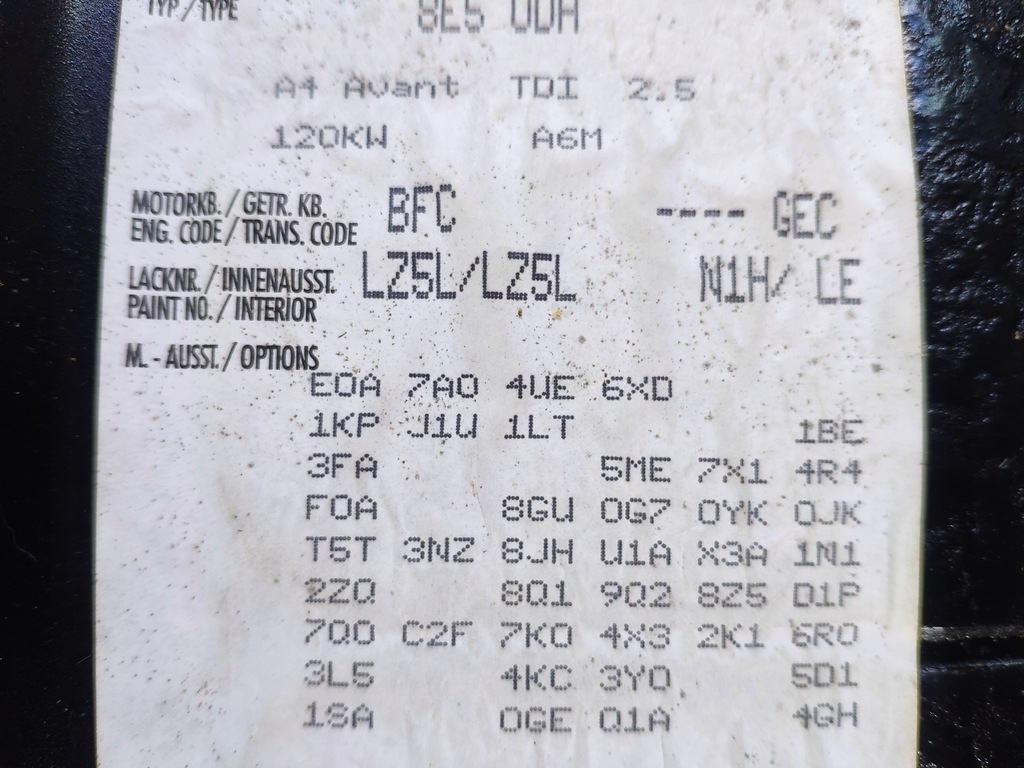 TYP / TYPE 8E5 0DA
A4 Avant TDI 2.5
120KW A6M
MOTORKB. / GETR. KB.
ENG. CODE / TRANS. CODE BFC ---- GEC
LACKNR. / INNENAUSST.
PAINT NO. / INTERIOR LZ5L/LZ5L N1H/ LE
M. - AUSST. / OPTIONS
E0A 7A0 4UE 6XD
1KP J1U 1LT 1BE
3FA 5ME 7X1 4R4
F0A 8GU 0G7 0YK 0JK
T5T 3NZ 8JH U1A X3A 1N1
2ZQ 8Q1 9Q2 8Z5 D1P
7Q0 C2F 7K0 4X3 2K1 6R0
3L5 4KC 3Y0 5D1
1SA 0GE Q1A 4GH